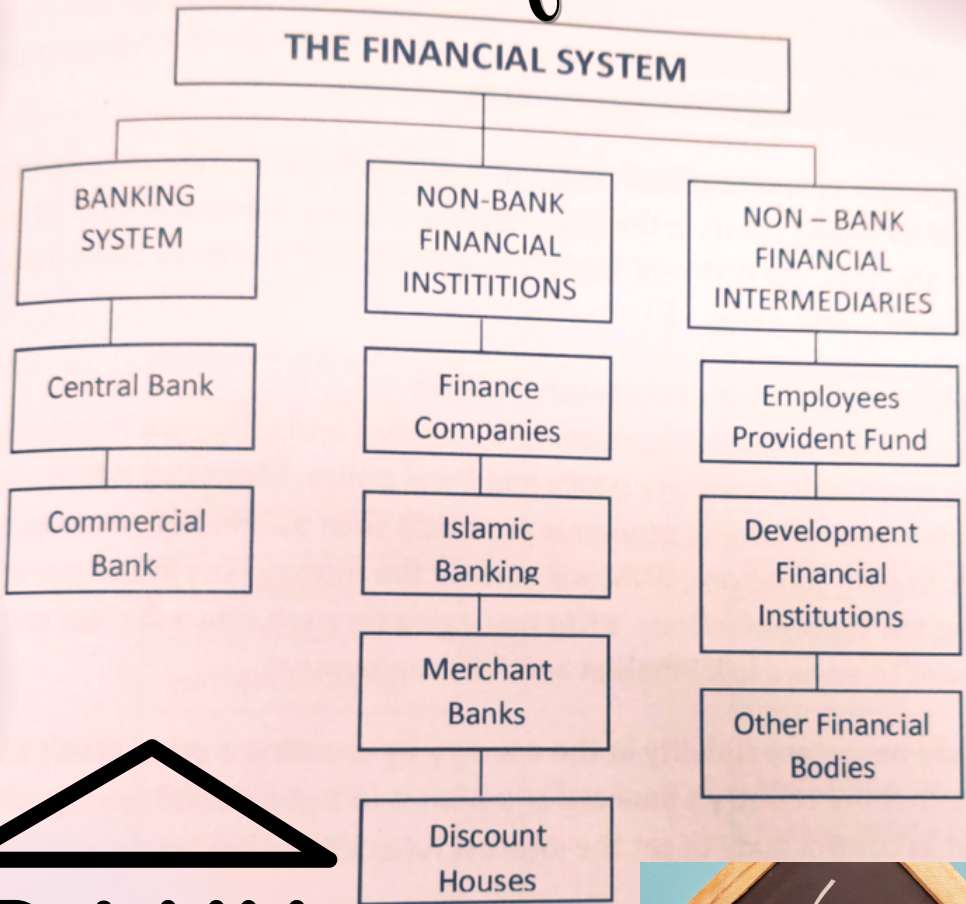 THE FINANCIAL SYSTEM
BANKING
SYSTEM
NON-BANK
FINANCIAL
INSTITITIONS
NON – BANK
FINANCIAL
INTERMEDIARIES
Central Bank
Finance
Companies
Employees
Provident Fund
Commercial
Bank
Islamic
Banking
Development
Financial
Institutions
Merchant
Banks
Other Financial
Bodies
Discount
Houses